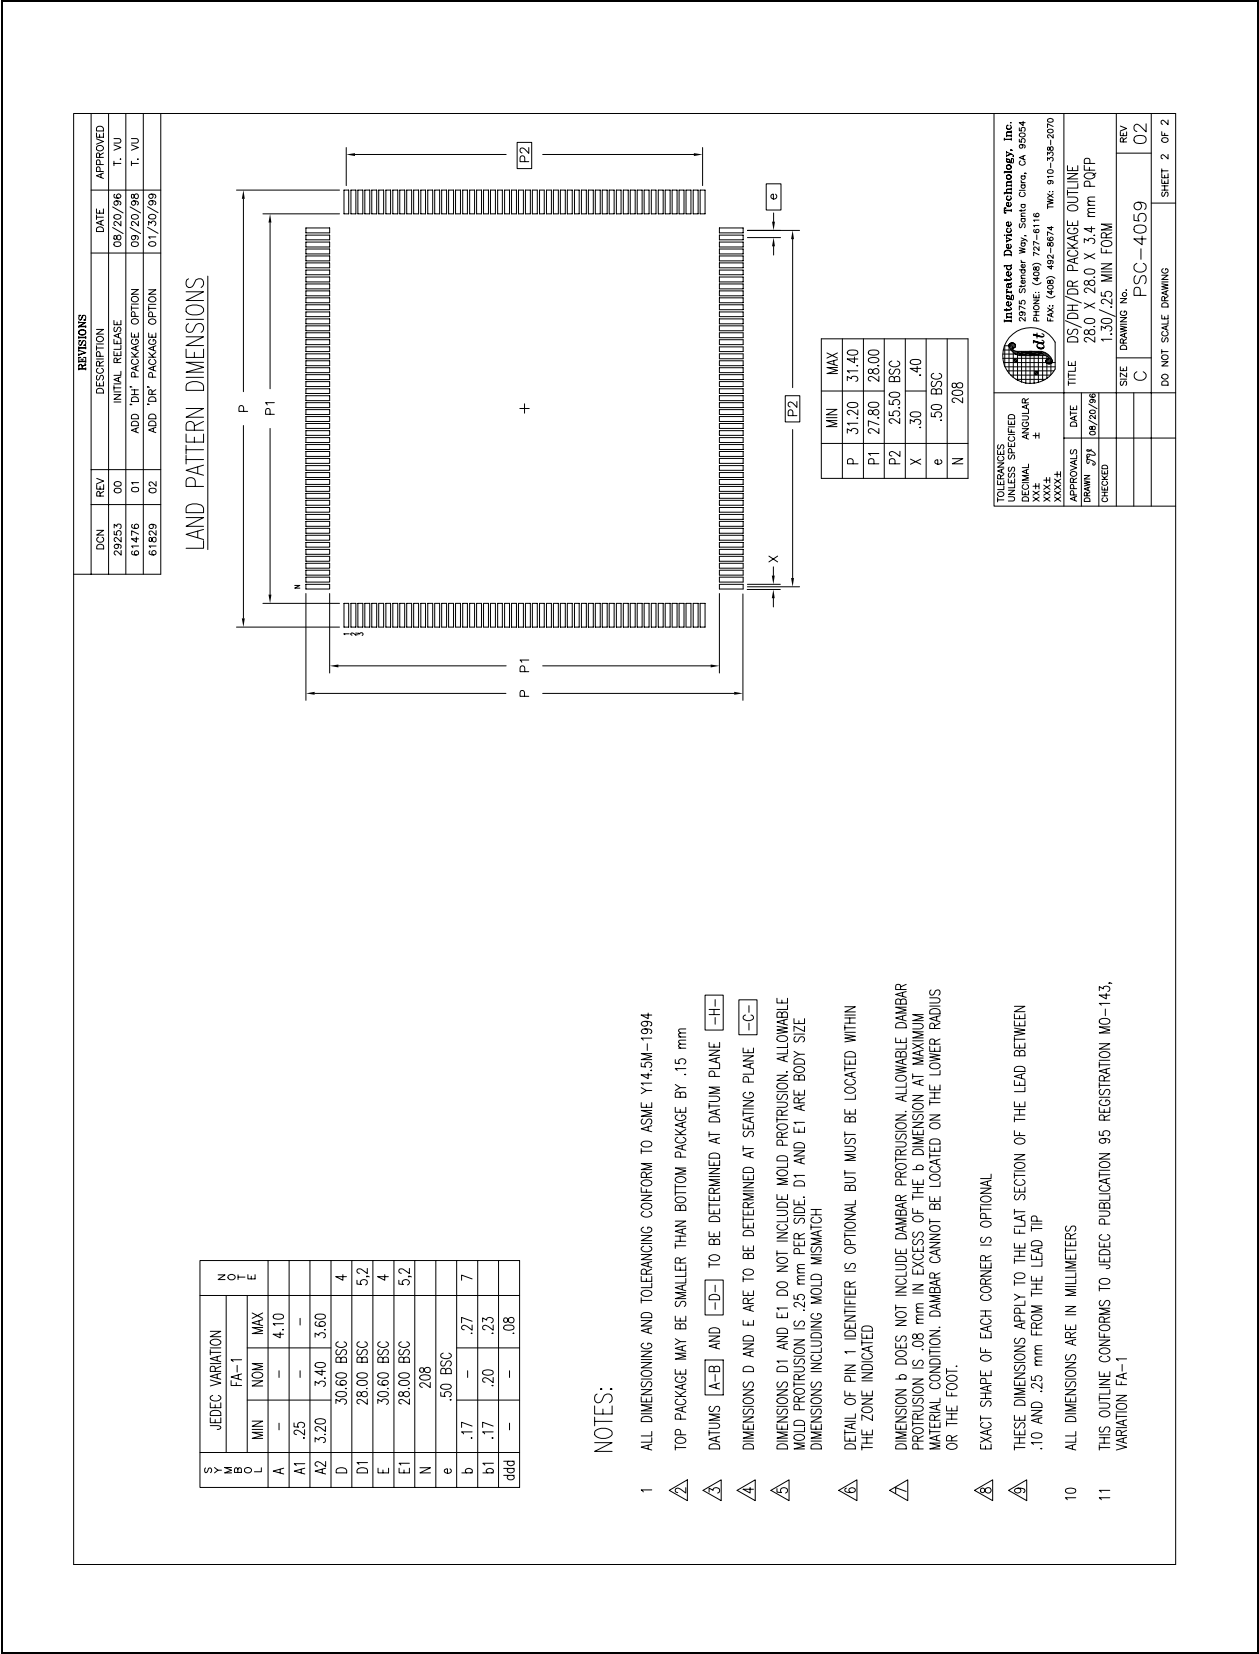 REVISIONS
DCN REV DESCRIPTION DATE APPROVED
29253 00 INITIAL RELEASE 08/20/96 T. VU
61476 01 ADD 'DH' PACKAGE OPTION 09/20/98 T. VU
61829 02 ADD 'DR' PACKAGE OPTION 01/30/99
LAND PATTERN DIMENSIONS
P
P1
N
1
2
3
P2
P P1
e
X
P2
MIN MAX
P 31.20 31.40
P1 27.80 28.00
P2 25.50 BSC
X .30 .40
e .50 BSC
N 208
SYMBOL JEDEC VARIATION NOTE
FA-1
MIN NOM MAX
A – – 4.10
A1 .25 – –
A2 3.20 3.40 3.60
D 30.60 BSC 4
D1 28.00 BSC 5,2
E 30.60 BSC 4
E1 28.00 BSC 5,2
N 208
e .50 BSC
b .17 – .27 7
b1 .17 .20 .23
ddd – – .08
NOTES:
1 ALL DIMENSIONING AND TOLERANCING CONFORM TO ASME Y14.5M-1994
2 TOP PACKAGE MAY BE SMALLER THAN BOTTOM PACKAGE BY .15 mm
3 DATUMS A-B AND -D- TO BE DETERMINED AT DATUM PLANE -H-
4 DIMENSIONS D AND E ARE TO BE DETERMINED AT SEATING PLANE -C-
5 DIMENSIONS D1 AND E1 DO NOT INCLUDE MOLD PROTRUSION. ALLOWABLE
MOLD PROTRUSION IS .25 mm PER SIDE. D1 AND E1 ARE BODY SIZE
DIMENSIONS INCLUDING MOLD MISMATCH
6 DETAIL OF PIN 1 IDENTIFIER IS OPTIONAL BUT MUST BE LOCATED WITHIN
THE ZONE INDICATED
7 DIMENSION b DOES NOT INCLUDE DAMBAR PROTRUSION. ALLOWABLE DAMBAR
PROTRUSION IS .08 mm IN EXCESS OF THE b DIMENSION AT MAXIMUM
MATERIAL CONDITION. DAMBAR CANNOT BE LOCATED ON THE LOWER RADIUS
OR THE FOOT.
8 EXACT SHAPE OF EACH CORNER IS OPTIONAL
9 THESE DIMENSIONS APPLY TO THE FLAT SECTION OF THE LEAD BETWEEN
.10 AND .25 mm FROM THE LEAD TIP
10 ALL DIMENSIONS ARE IN MILLIMETERS
11 THIS OUTLINE CONFORMS TO JEDEC PUBLICATION 95 REGISTRATION MO-143,
VARIATION FA-1
TOLERANCES
UNLESS SPECIFIED
DECIMAL ANGULAR
XX± ±
XXX±
XXXX±
APPROVALS DATE
DRAWN TV 08/20/96
CHECKED
idt
Integrated Device Technology, Inc.
2975 Stender Way, Santa Clara, CA 95054
PHONE: (408) 727-6116
FAX: (408) 492-8674 TWX: 910-338-2070
TITLE DS/DH/DR PACKAGE OUTLINE
28.0 X 28.0 X 3.4 mm PQFP
1.30/.25 MIN FORM
SIZE DRAWING No. REV
C PSC-4059 02
DO NOT SCALE DRAWING SHEET 2 OF 2